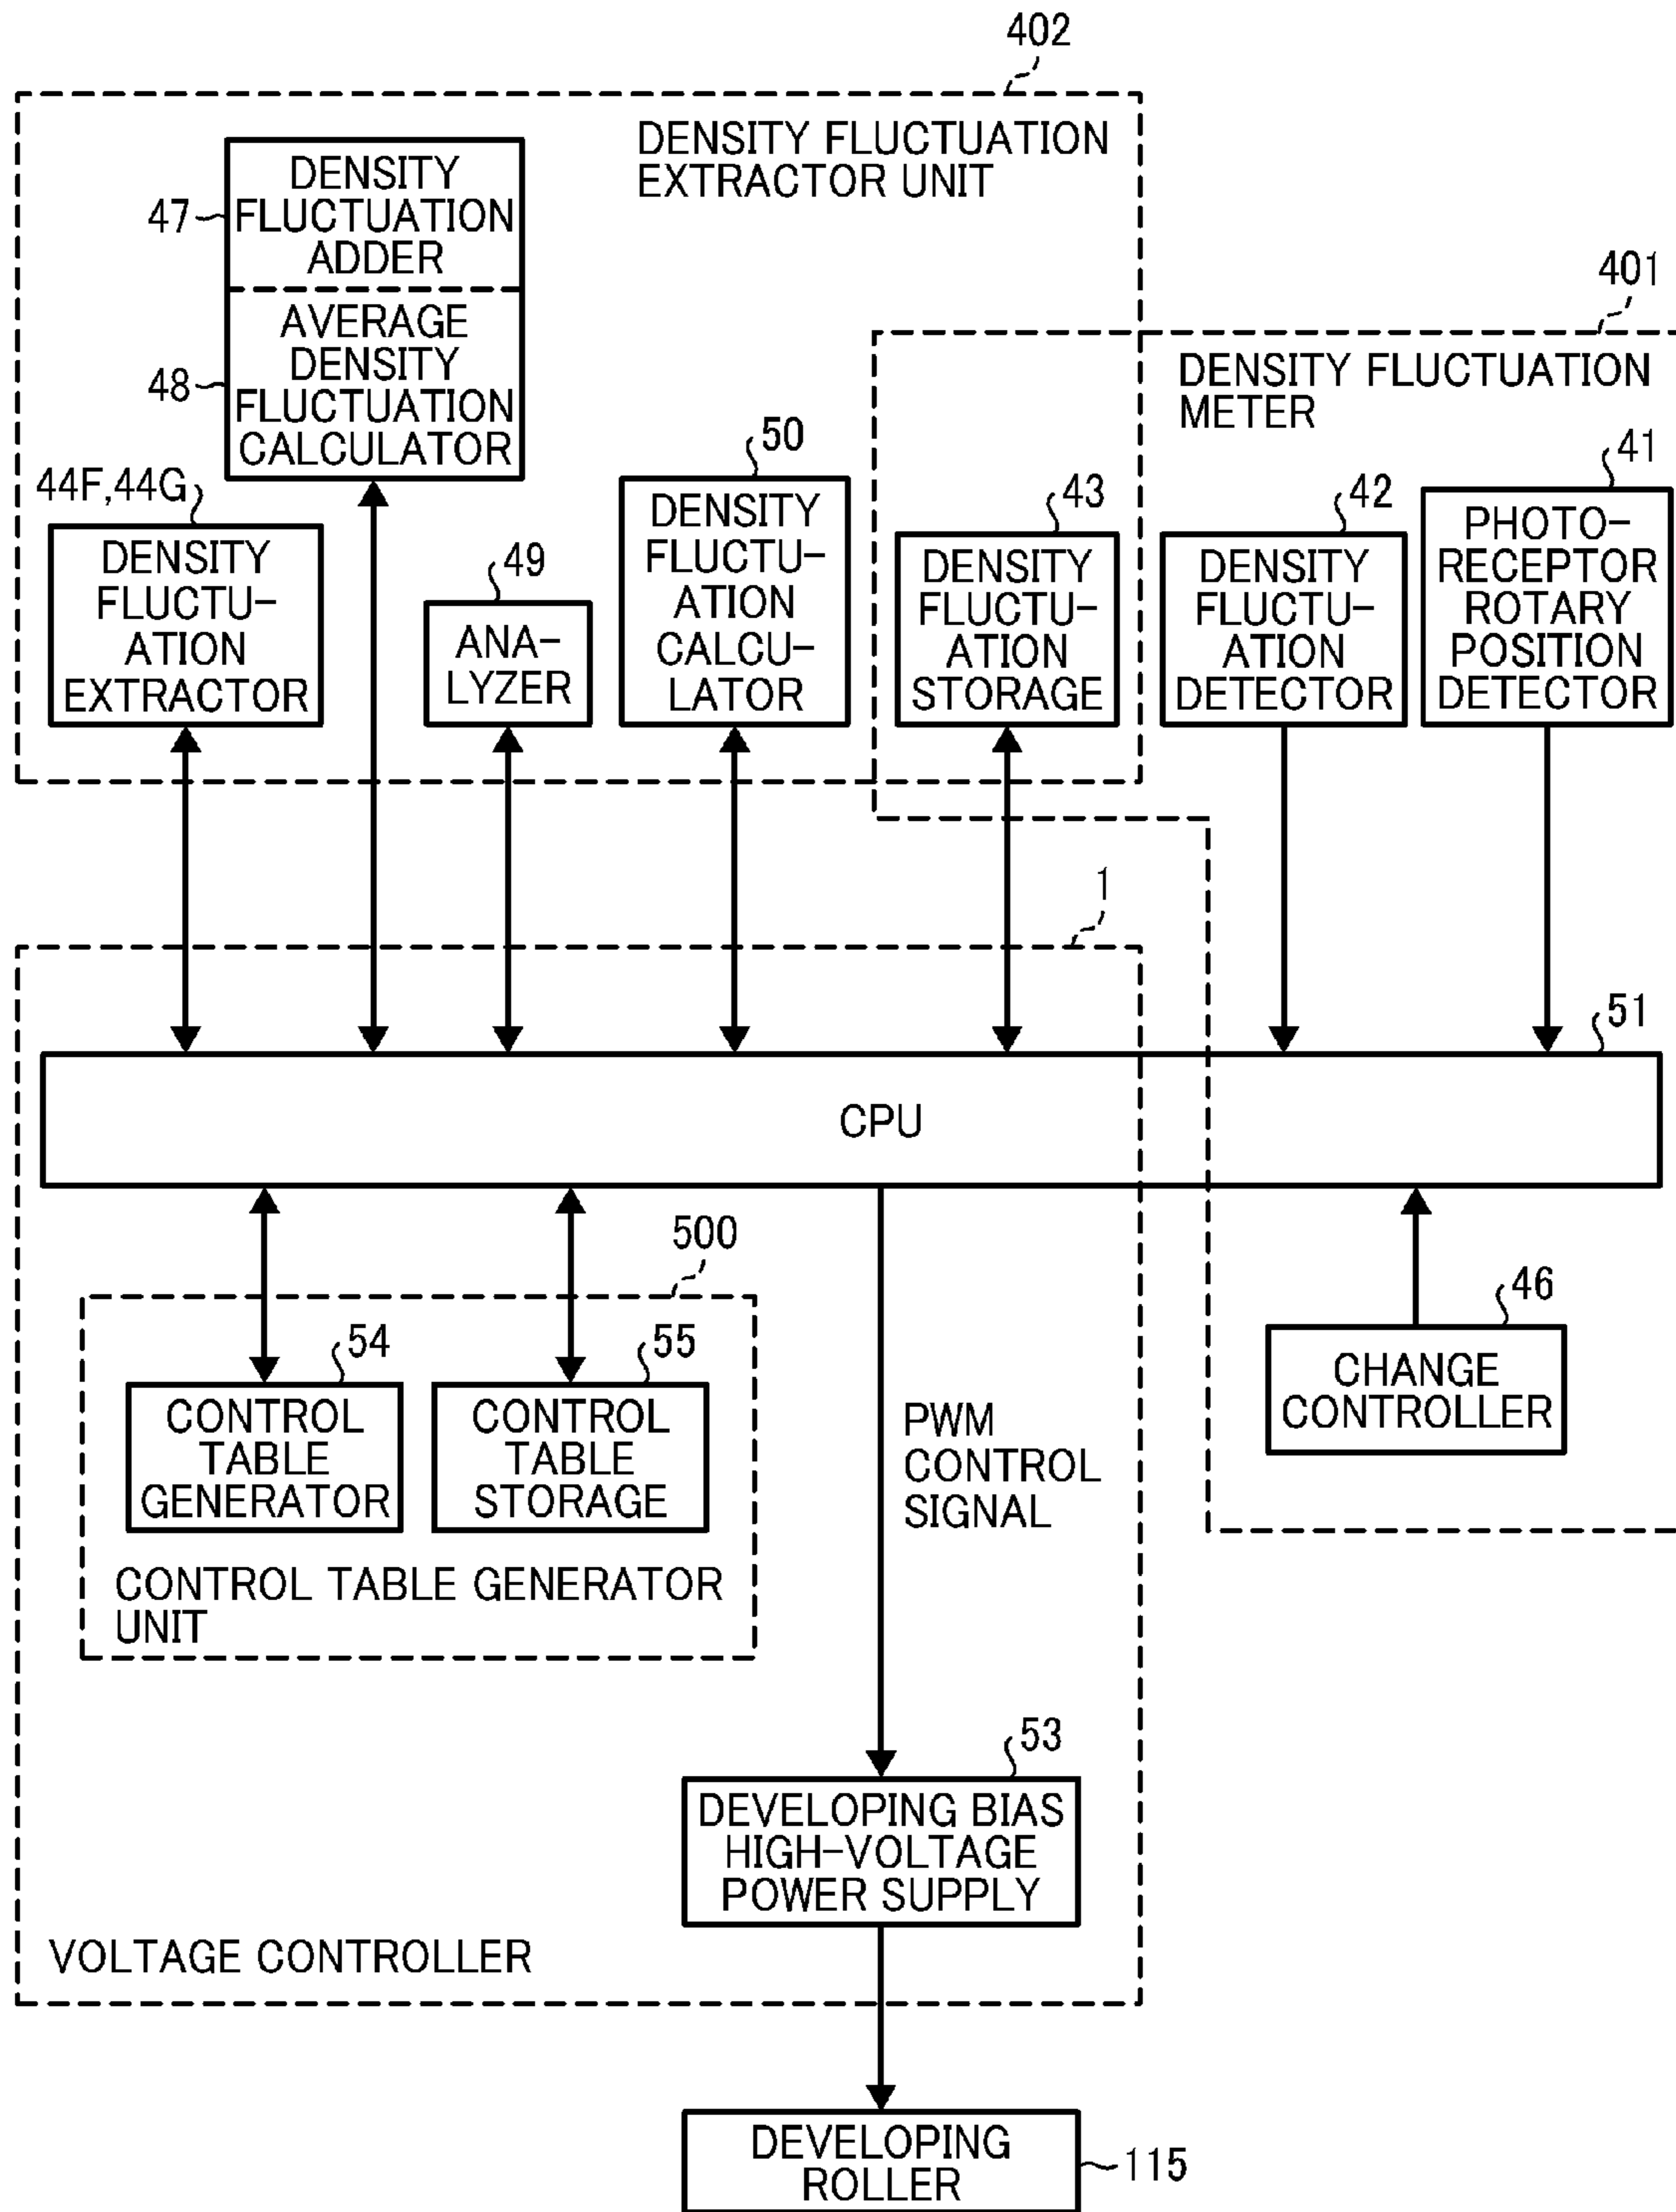 402
DENSITY FLUCTUATION
EXTRACTOR UNIT
47
DENSITY
FLUCTUATION
ADDER
48
AVERAGE
DENSITY
FLUCTUATION
CALCULATOR
401
DENSITY FLUCTUATION
METER
44F,44G
DENSITY
FLUCTU-
ATION
EXTRACTOR
49
ANA-
LYZER
50
DENSITY
FLUCTU-
ATION
CALCU-
LATOR
43
DENSITY
FLUCTU-
ATION
STORAGE
42
DENSITY
FLUCTU-
ATION
DETECTOR
41
PHOTO-
RECEPTOR
ROTARY
POSITION
DETECTOR
1
51
CPU
500
54
CONTROL
TABLE
GENERATOR
55
CONTROL
TABLE
STORAGE
CONTROL TABLE GENERATOR
UNIT
PWM
CONTROL
SIGNAL
46
CHANGE
CONTROLLER
53
DEVELOPING BIAS
HIGH-VOLTAGE
POWER SUPPLY
VOLTAGE CONTROLLER
DEVELOPING
ROLLER
115